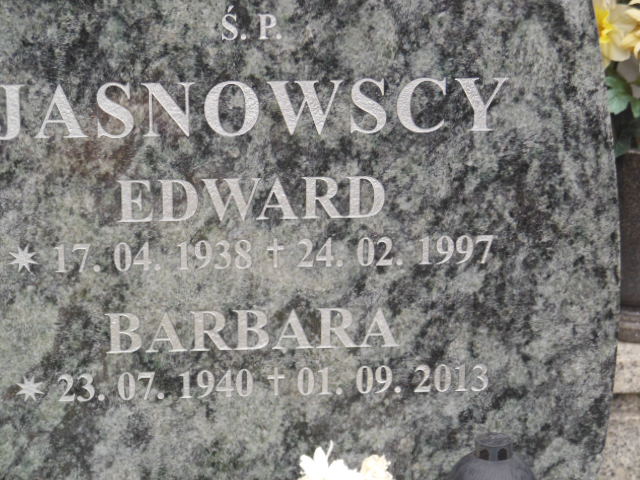 Ś. P.
JASNOWSCY
EDWARD
* 17. 04. 1938 † 24. 02. 1997
BARBARA
* 23. 07. 1940 † 01. 09. 2013